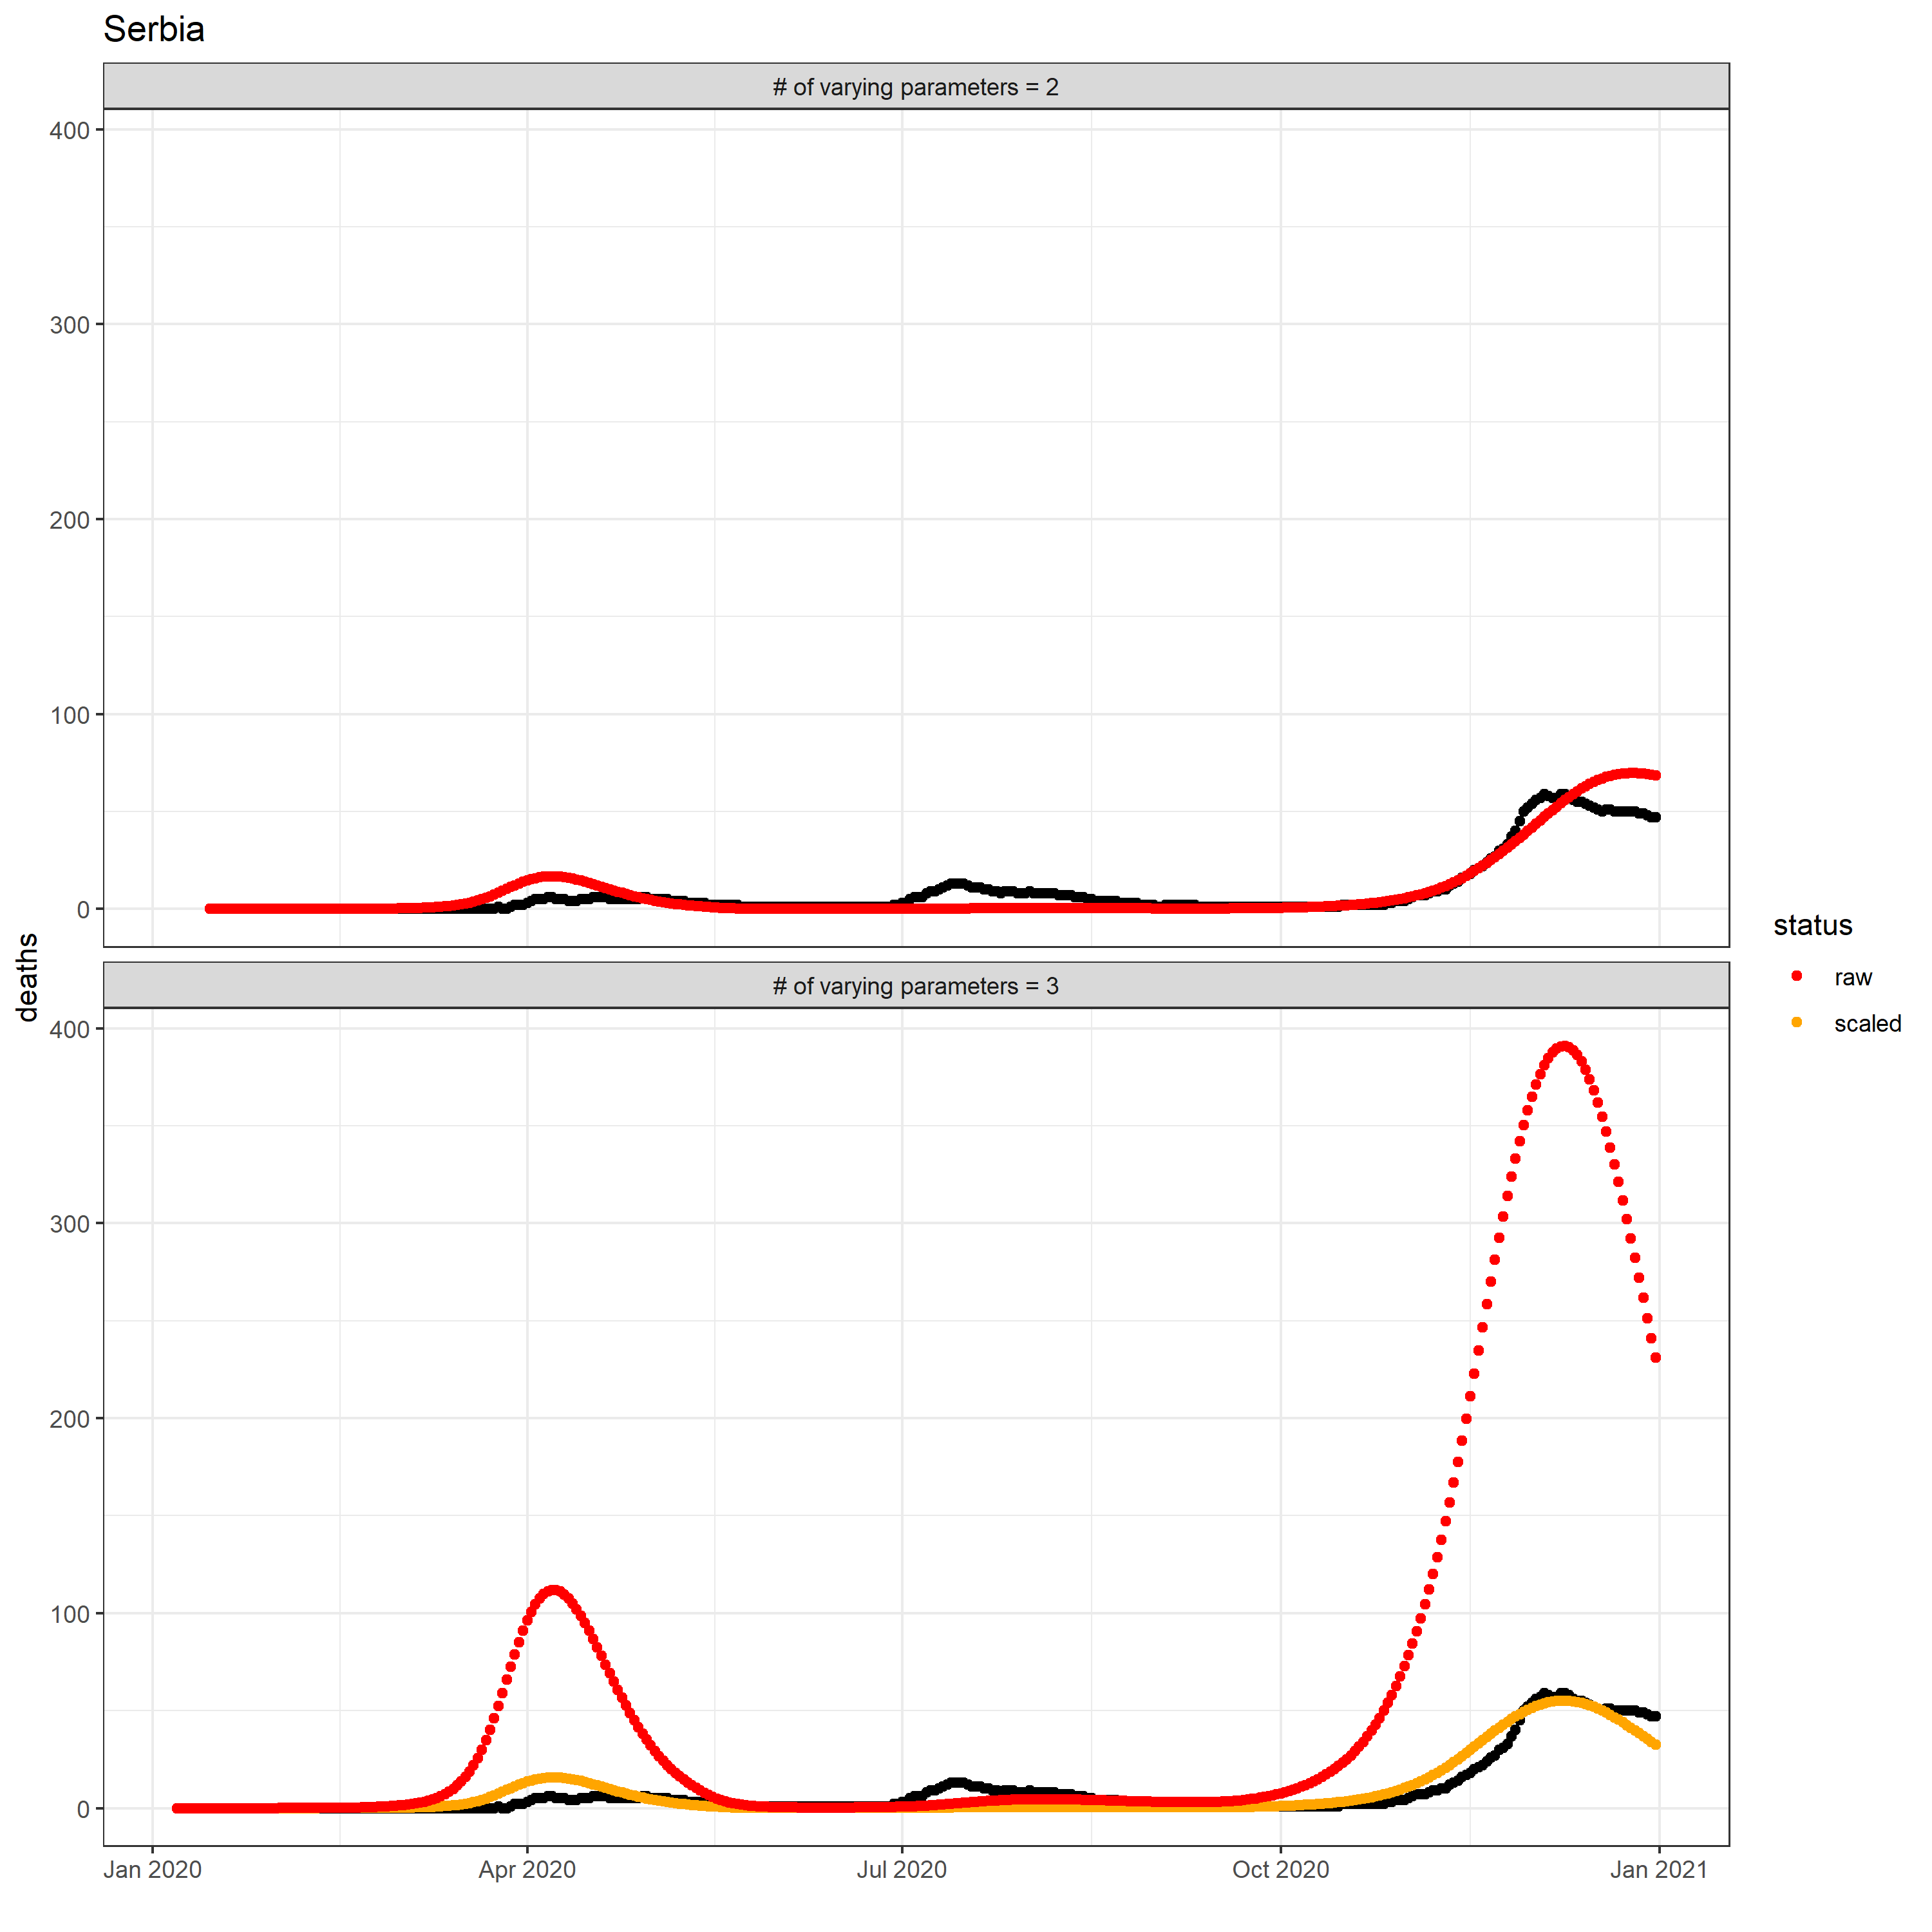 Serbia
# of varying parameters = 2
400
300
200
100
0
deaths
# of varying parameters = 3
400
300
200
100
0
Jan 2020 Apr 2020 Jul 2020 Oct 2020 Jan 2021
status
raw
scaled